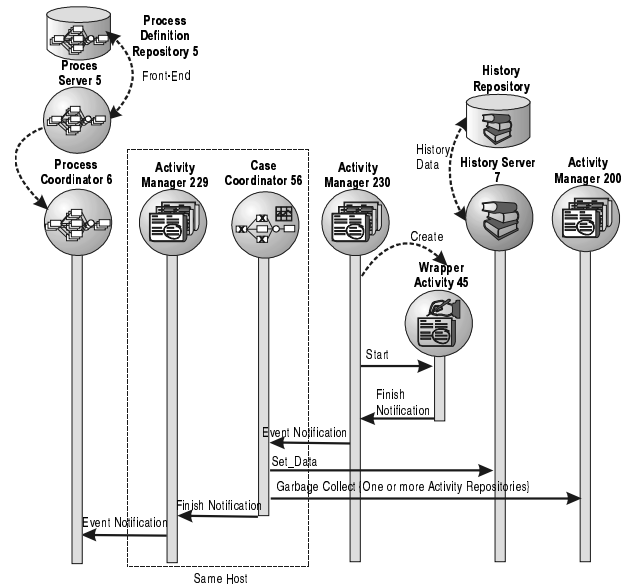 Process
Definition
Repository 5
Proces
Server 5
Front-End
History
Repository
History
Data
Process
Coordinator 6
Activity
Manager 229
Case
Coordinator 56
Activity
Manager 230
History Server
7
Activity
Manager 200
Create
Wrapper
Activity 45
Start
Finish
Notification
Event Notification
Set_Data
Garbage Collect (One or more Activity Repositories)
Finish Notification
Event Notification
Same Host